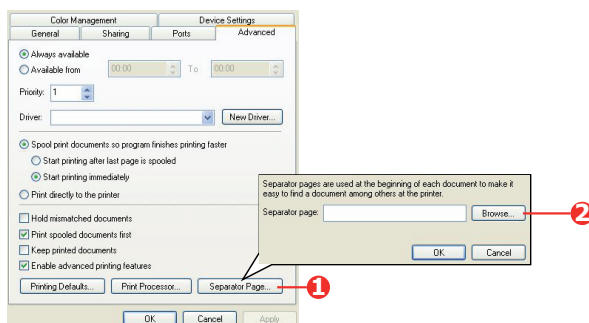 Color Management Device Settings
General Sharing Ports Advanced
Always available
Available from 00:00 To 00:00
Priority: 1
Driver: New Driver...
Spool print documents so program finishes printing faster
Start printing after last page is spooled
Start printing immediately
Print directly to the printer
Hold mismatched documents
Print spooled documents first
Keep printed documents
Enable advanced printing features
Printing Defaults... Print Processor... Separator Page... 1
OK Cancel Apply
Separator pages are used at the beginning of each document to make it
easy to find a document among others at the printer.
Separator page: Browse... 2
OK Cancel